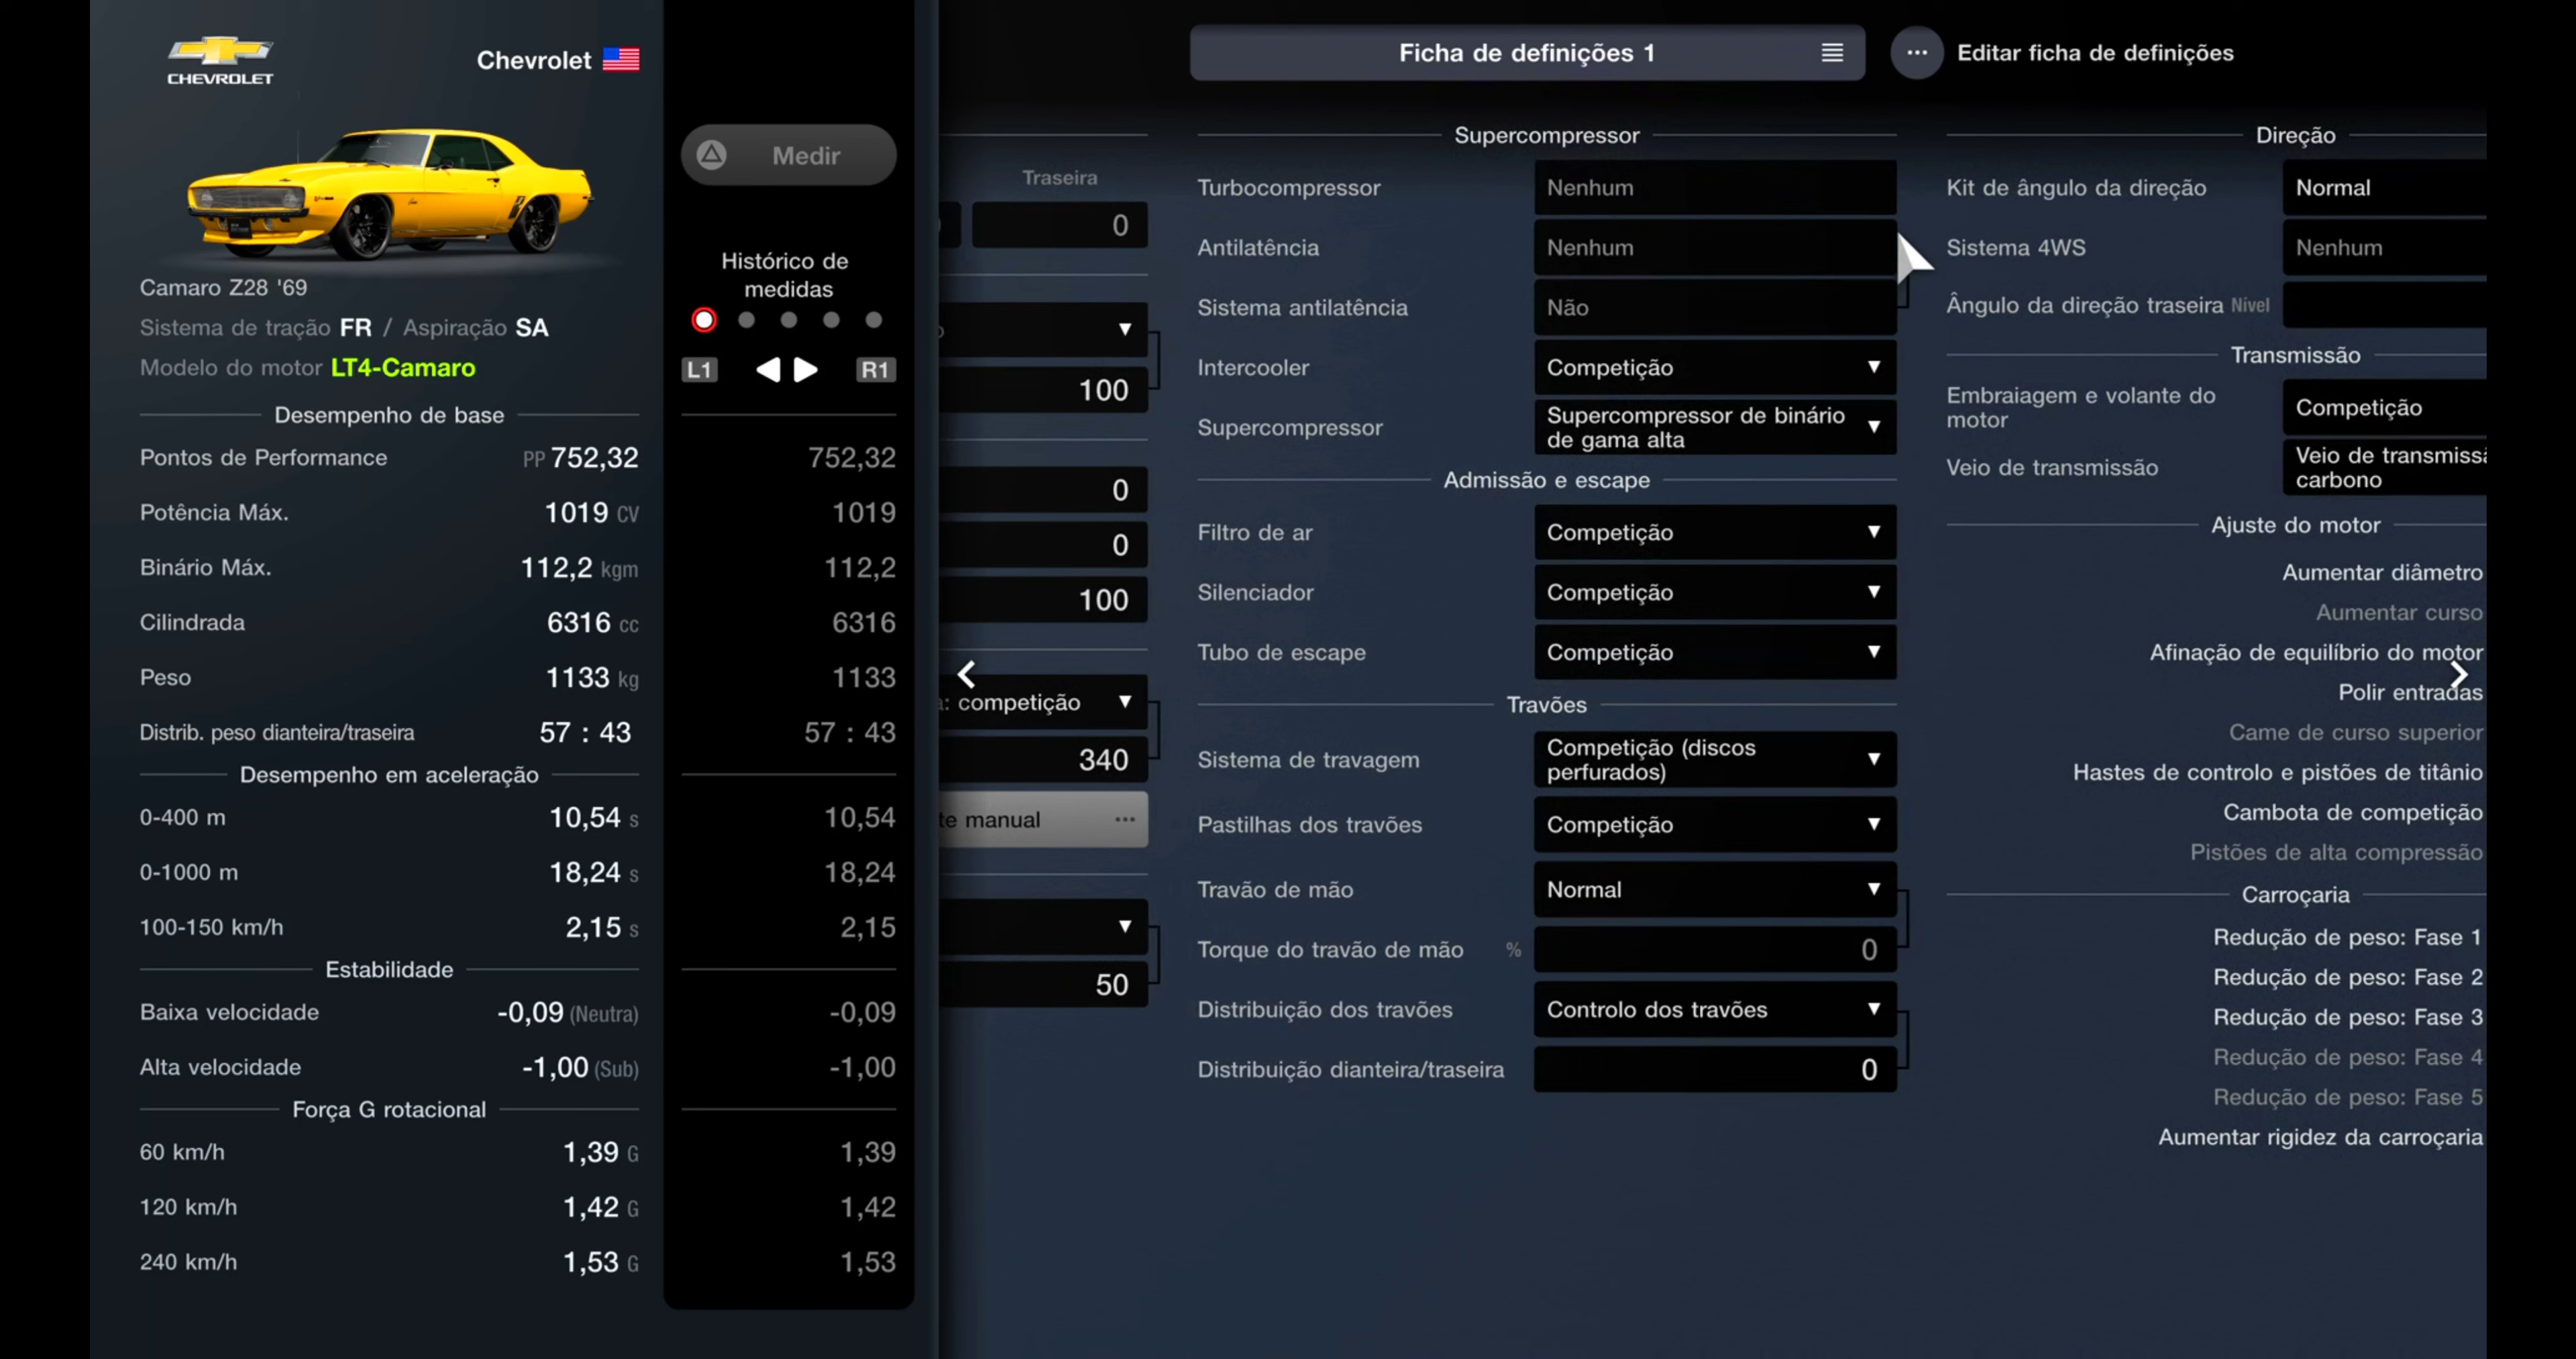 CHEVROLET
Chevrolet
Camaro Z28 '69
Sistema de tração FR / Aspiração SA
Modelo do motor LT4-Camaro
Desempenho de base
Pontos de Performance PP 752,32
Potência Máx. 1019 CV
Binário Máx. 112,2 kgm
Cilindrada 6316 cc
Peso 1133 kg
Distrib. peso dianteira/traseira 57 : 43
Desempenho em aceleração
0-400 m 10,54 s
0-1000 m 18,24 s
100-150 km/h 2,15 s
Estabilidade
Baixa velocidade -0,09 (Neutra)
Alta velocidade -1,00 (Sub)
Força G rotacional
60 km/h 1,39 G
120 km/h 1,42 G
240 km/h 1,53 G
Medir
Histórico de
medidas
L1 R1
752,32
1019
112,2
6316
1133
57 : 43
10,54
18,24
2,15
-0,09
-1,00
1,39
1,42
1,53
Traseira
0
100
0
0
100
: competição
340
te manual ...
50
Ficha de definições 1
... Editar ficha de definições
Supercompressor
Turbocompressor Nenhum
Antilatência Nenhum
Sistema antilatência Não
Intercooler Competição
Supercompressor Supercompressor de binário
de gama alta
Admissão e escape
Filtro de ar Competição
Silenciador Competição
Tubo de escape Competição
Travões
Sistema de travagem Competição (discos
perfurados)
Pastilhas dos travões Competição
Travão de mão Normal
Torque do travão de mão % 0
Distribuição dos travões Controlo dos travões
Distribuição dianteira/traseira 0
Direção
Kit de ângulo da direção Normal
Sistema 4WS Nenhum
Ângulo da direção traseira Nível
Transmissão
Embraiagem e volante do
motor Competição
Veio de transmissão Veio de transmissã
carbono
Ajuste do motor
Aumentar diâmetro
Aumentar curso
Afinação de equilíbrio do motor
Polir entradas
Came de curso superior
Hastes de controlo e pistões de titânio
Cambota de competição
Pistões de alta compressão
Carroçaria
Redução de peso: Fase 1
Redução de peso: Fase 2
Redução de peso: Fase 3
Redução de peso: Fase 4
Redução de peso: Fase 5
Aumentar rigidez da carroçaria